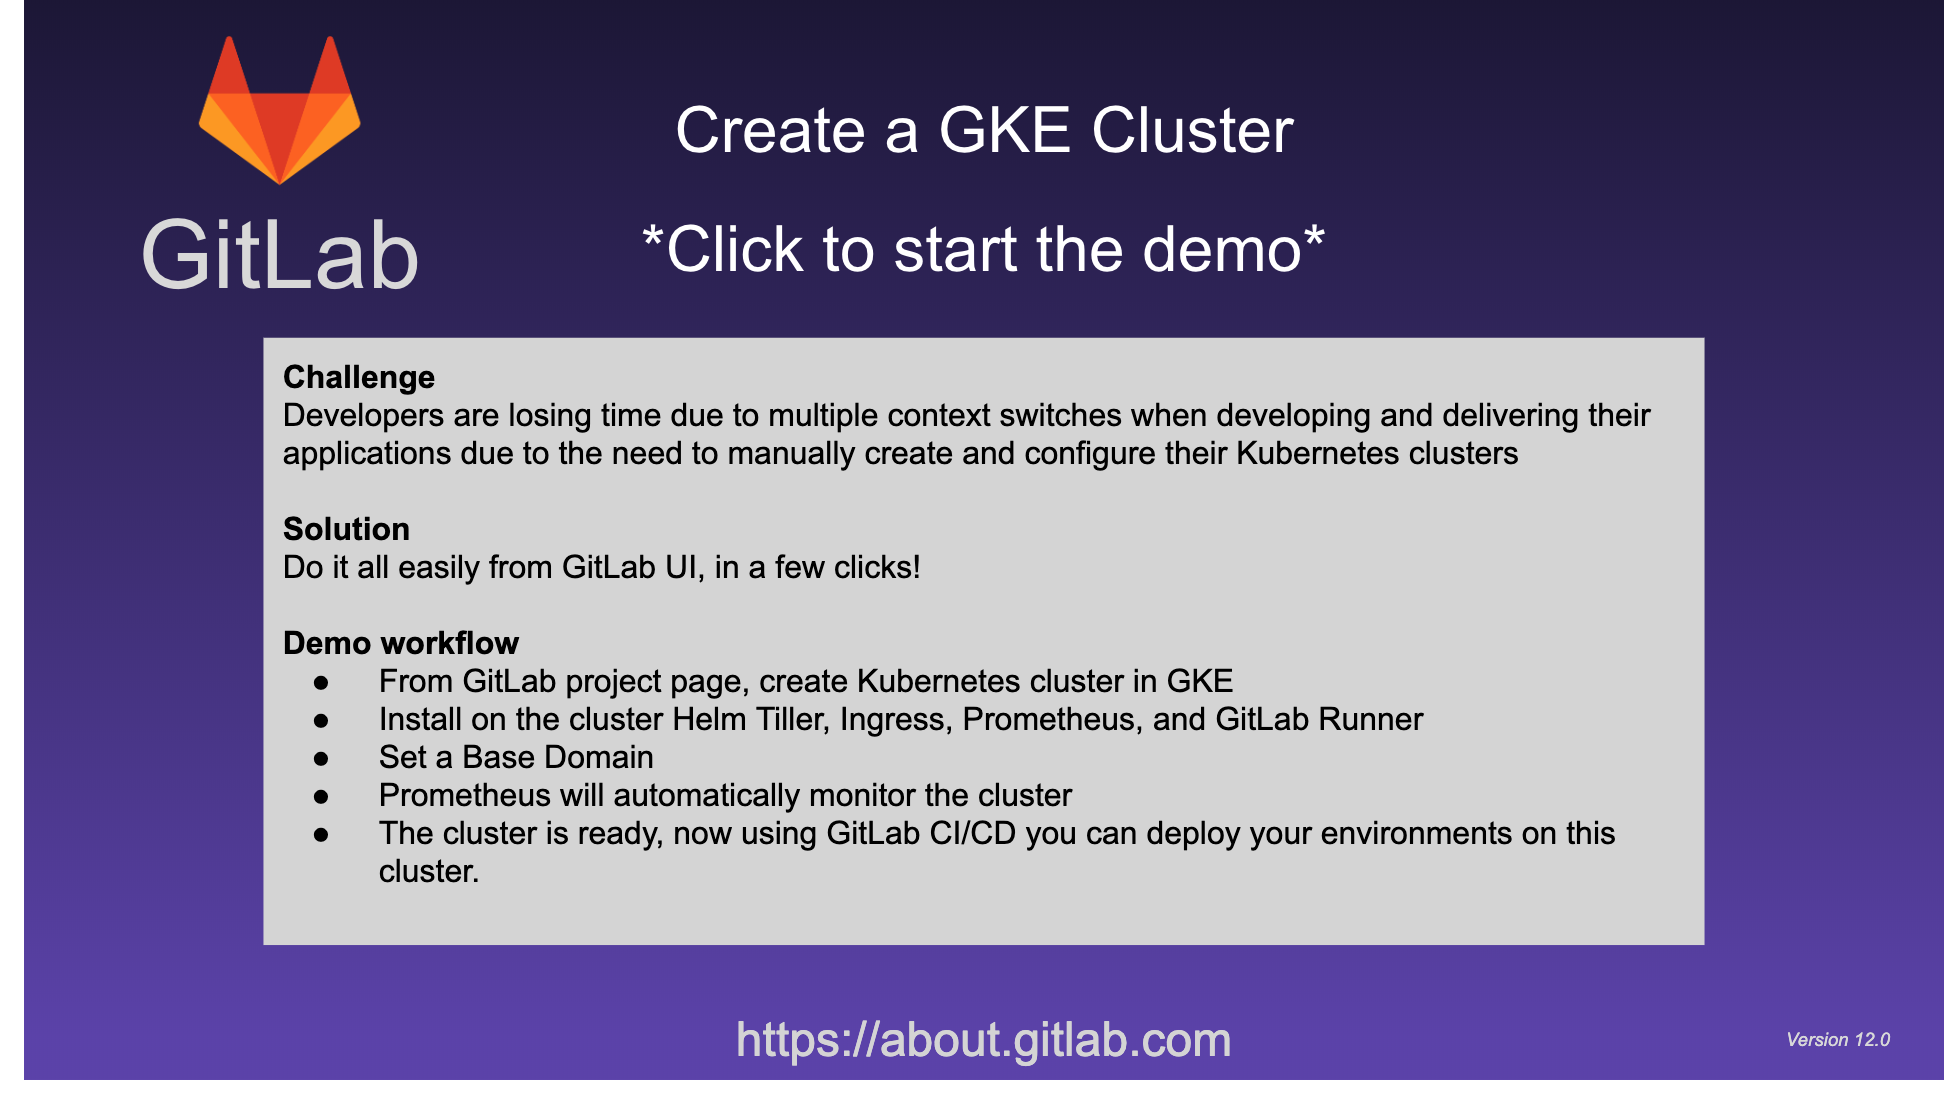 GitLab
Create a GKE Cluster
*Click to start the demo*
Challenge
Developers are losing time due to multiple context switches when developing and delivering their
applications due to the need to manually create and configure their Kubernetes clusters
Solution
Do it all easily from GitLab UI, in a few clicks!
Demo workflow
● From GitLab project page, create Kubernetes cluster in GKE
● Install on the cluster Helm Tiller, Ingress, Prometheus, and GitLab Runner
● Set a Base Domain
● Prometheus will automatically monitor the cluster
● The cluster is ready, now using GitLab CI/CD you can deploy your environments on this
cluster.
https://about.gitlab.com
Version 12.0